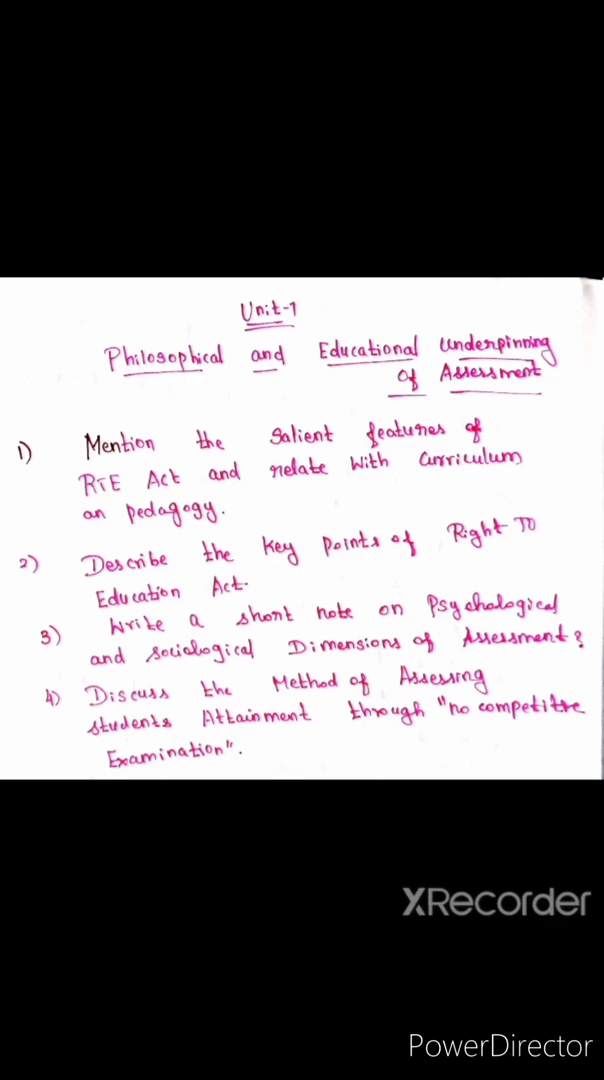 Unit-1
Philosophical and Educational Underpinning
of Assessment
1) Mention the Salient features of
RTE Act and relate with Curriculum
an pedagogy.
2) Describe the Key Points of Right To
Education Act.
3) Write a short note on Psychological
and sociological Dimensions of Assessment?
4) Discuss the Method of Assessing
students Attainment through "no competitre
Examination".
XRecorder
PowerDirector